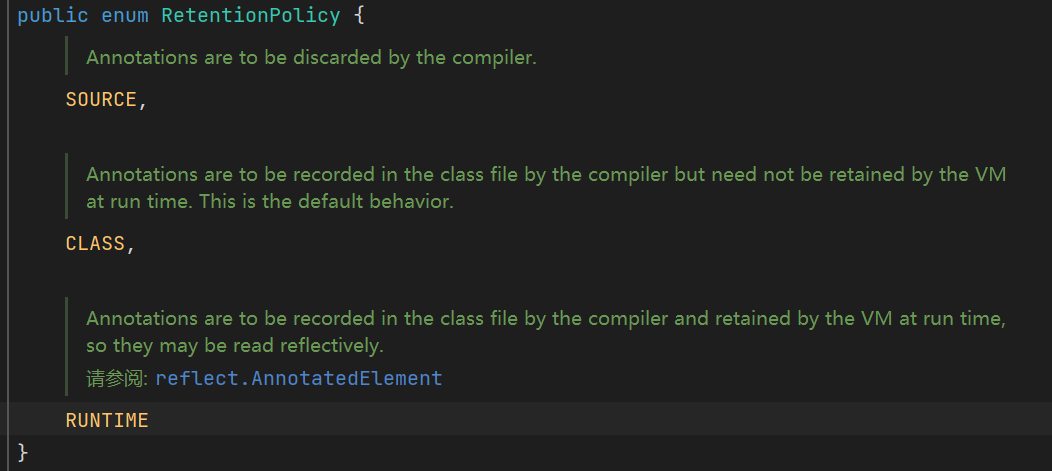 public enum RetentionPolicy {
Annotations are to be discarded by the compiler.
SOURCE,
Annotations are to be recorded in the class file by the compiler but need not be retained by the VM
at run time. This is the default behavior.
CLASS,
Annotations are to be recorded in the class file by the compiler and retained by the VM at run time,
so they may be read reflectively.
请参阅: reflect.AnnotatedElement
RUNTIME
}